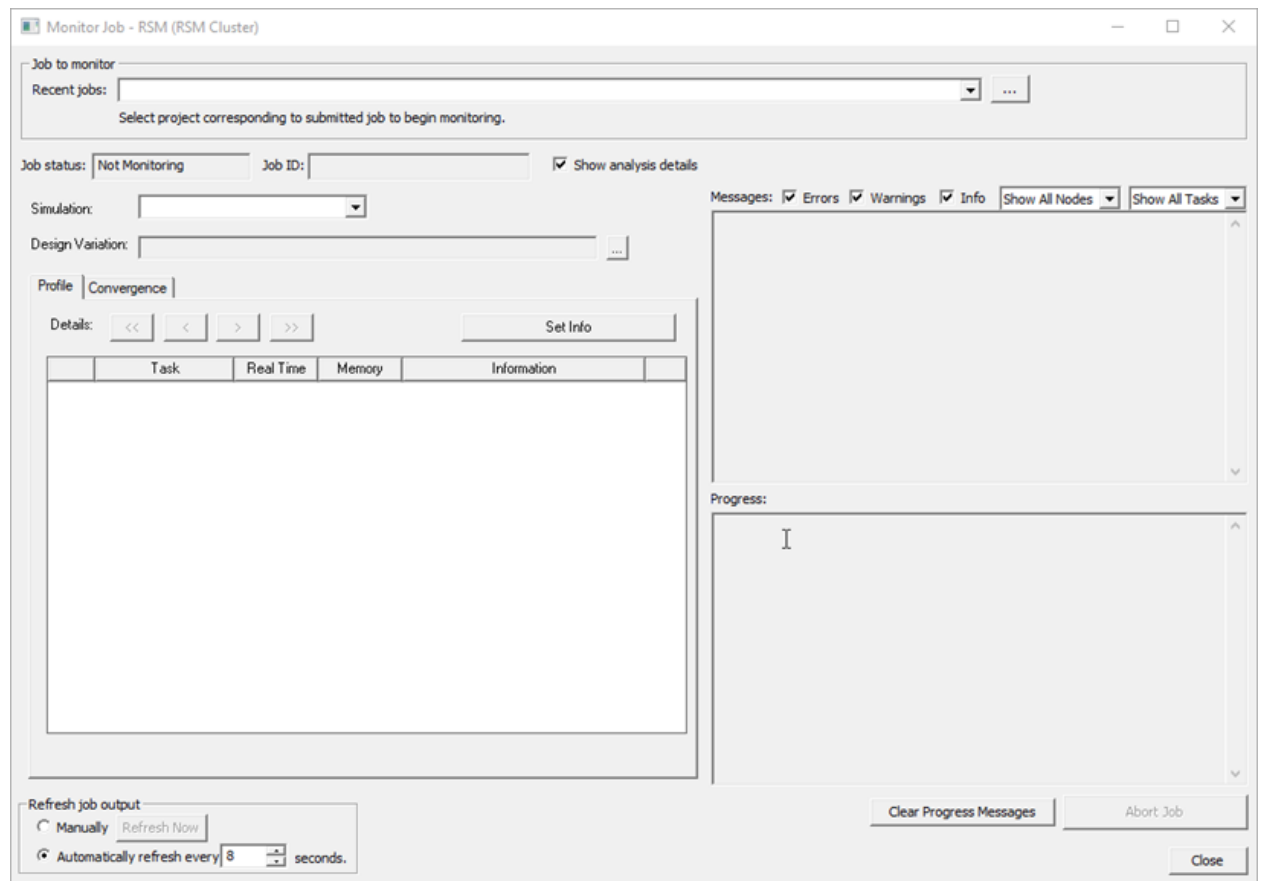 Monitor Job - RSM (RSM Cluster)
Job to monitor
Recent jobs:
...
Select project corresponding to submitted job to begin monitoring.
Job status: Not Monitoring Job ID: Show analysis details
Messages: Errors Warnings Info Show All Nodes Show All Tasks
Simulation:
Design Variation: ...
Profile Convergence
Details: << < > >> Set Info
Task Real Time Memory Information
Progress:
Refresh job output
Manually Refresh Now
Automatically refresh every 8 seconds.
Clear Progress Messages Abort Job
Close